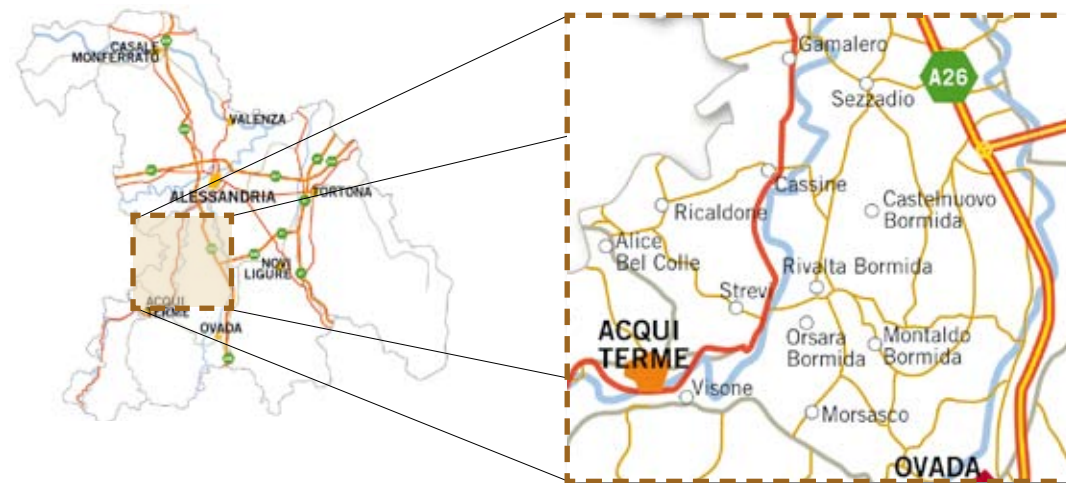 CASALE
MONFERRATO
VALENZA
ALESSANDRIA
TORTONA
NOVI
LIGURE
ACQUI
TERME
OVADA
Gamalero
A26
Sezzadio
Cassine
Ricaldone
Castelnuovo
Bormida
Alice
Bel Colle
Rivalta Bormida
Strevi
ACQUI
TERME
Orsara
Bormida
Montaldo
Bormida
Visone
Morsasco
OVADA